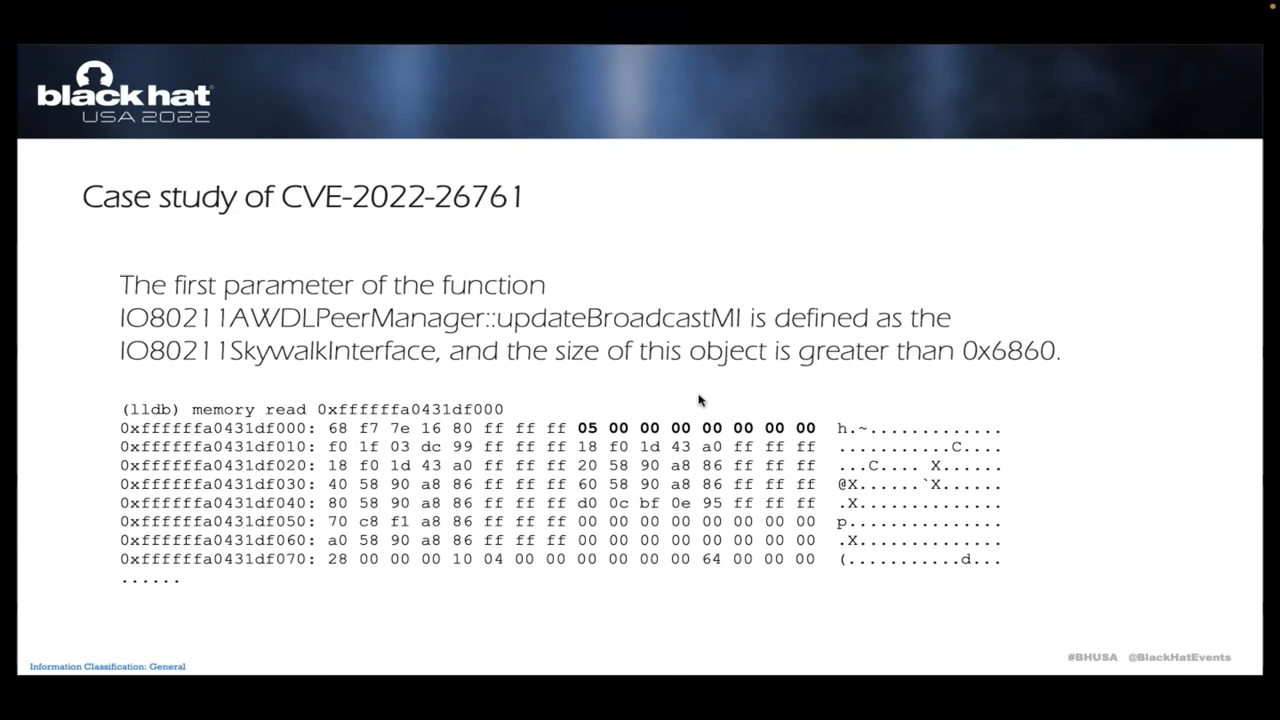 black hat
USA 2022
Case study of CVE-2022-26761
The first parameter of the function
IO80211AWDLPeerManager::updateBroadcastMI is defined as the
IO80211SkywalkInterface, and the size of this object is greater than 0x6860.
(lldb) memory read 0xffffffa0431df000
0xffffffa0431df000: 68 f7 7e 16 80 ff ff ff 05 00 00 00 00 00 00 00 h.~.............
0xffffffa0431df010: f0 1f 03 dc 99 ff ff ff 18 f0 1d 43 a0 ff ff ff ...........C....
0xffffffa0431df020: 18 f0 1d 43 a0 ff ff ff 20 58 90 a8 86 ff ff ff ...C.... X......
0xffffffa0431df030: 40 58 90 a8 86 ff ff ff 60 58 90 a8 86 ff ff ff @X......`X......
0xffffffa0431df040: 80 58 90 a8 86 ff ff ff d0 0c bf 0e 95 ff ff ff .X..............
0xffffffa0431df050: 70 c8 f1 a8 86 ff ff ff 00 00 00 00 00 00 00 00 p...............
0xffffffa0431df060: a0 58 90 a8 86 ff ff ff 00 00 00 00 00 00 00 00 .X..............
0xffffffa0431df070: 28 00 00 00 10 04 00 00 00 00 00 00 64 00 00 00 (...........d...
......
#BHUSA @BlackHatEvents
Information Classification: General